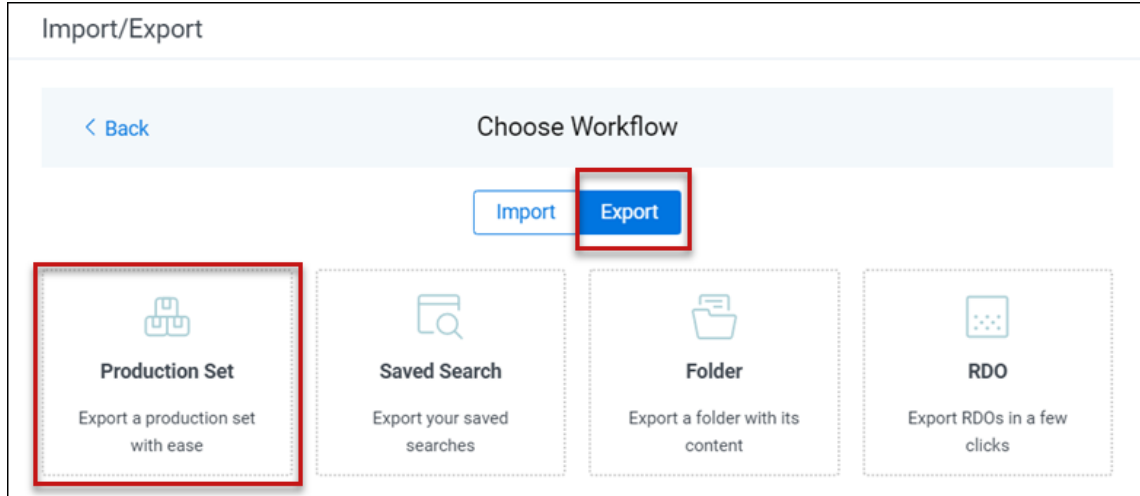 Import/Export
< Back
Choose Workflow
Import
Export
Production Set
Export a production set
with ease
Saved Search
Export your saved
searches
Folder
Export a folder with its
content
RDO
Export RDOs in a few
clicks